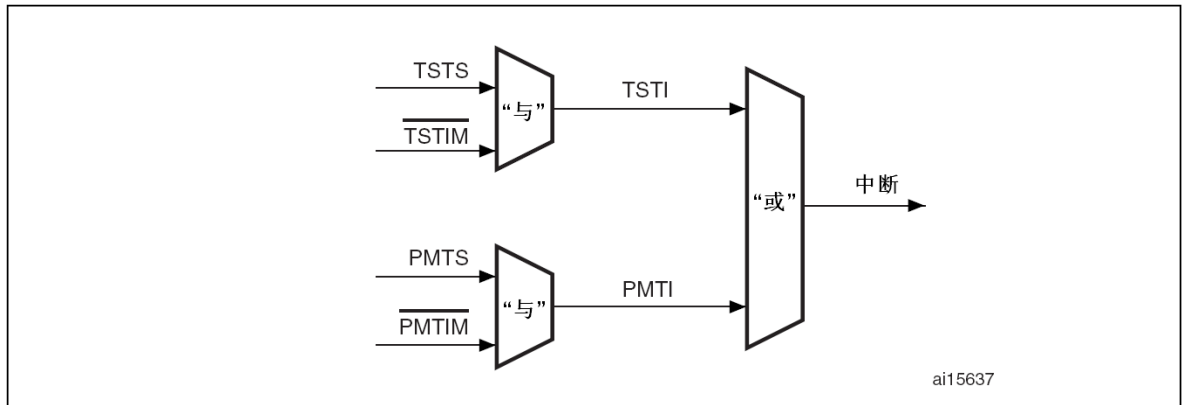 TSTS
TSTIM
“与”
TSTI
PMTS
PMTIM
“与”
PMTI
“或”
中断
ai15637